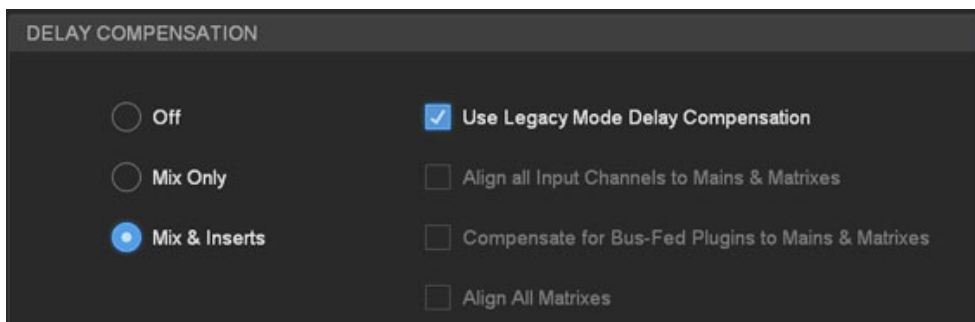 DELAY COMPENSATION
Off
Use Legacy Mode Delay Compensation
Mix Only
Align all Input Channels to Mains & Matrixes
Mix & Inserts
Compensate for Bus-Fed Plugins to Mains & Matrixes
Align All Matrixes